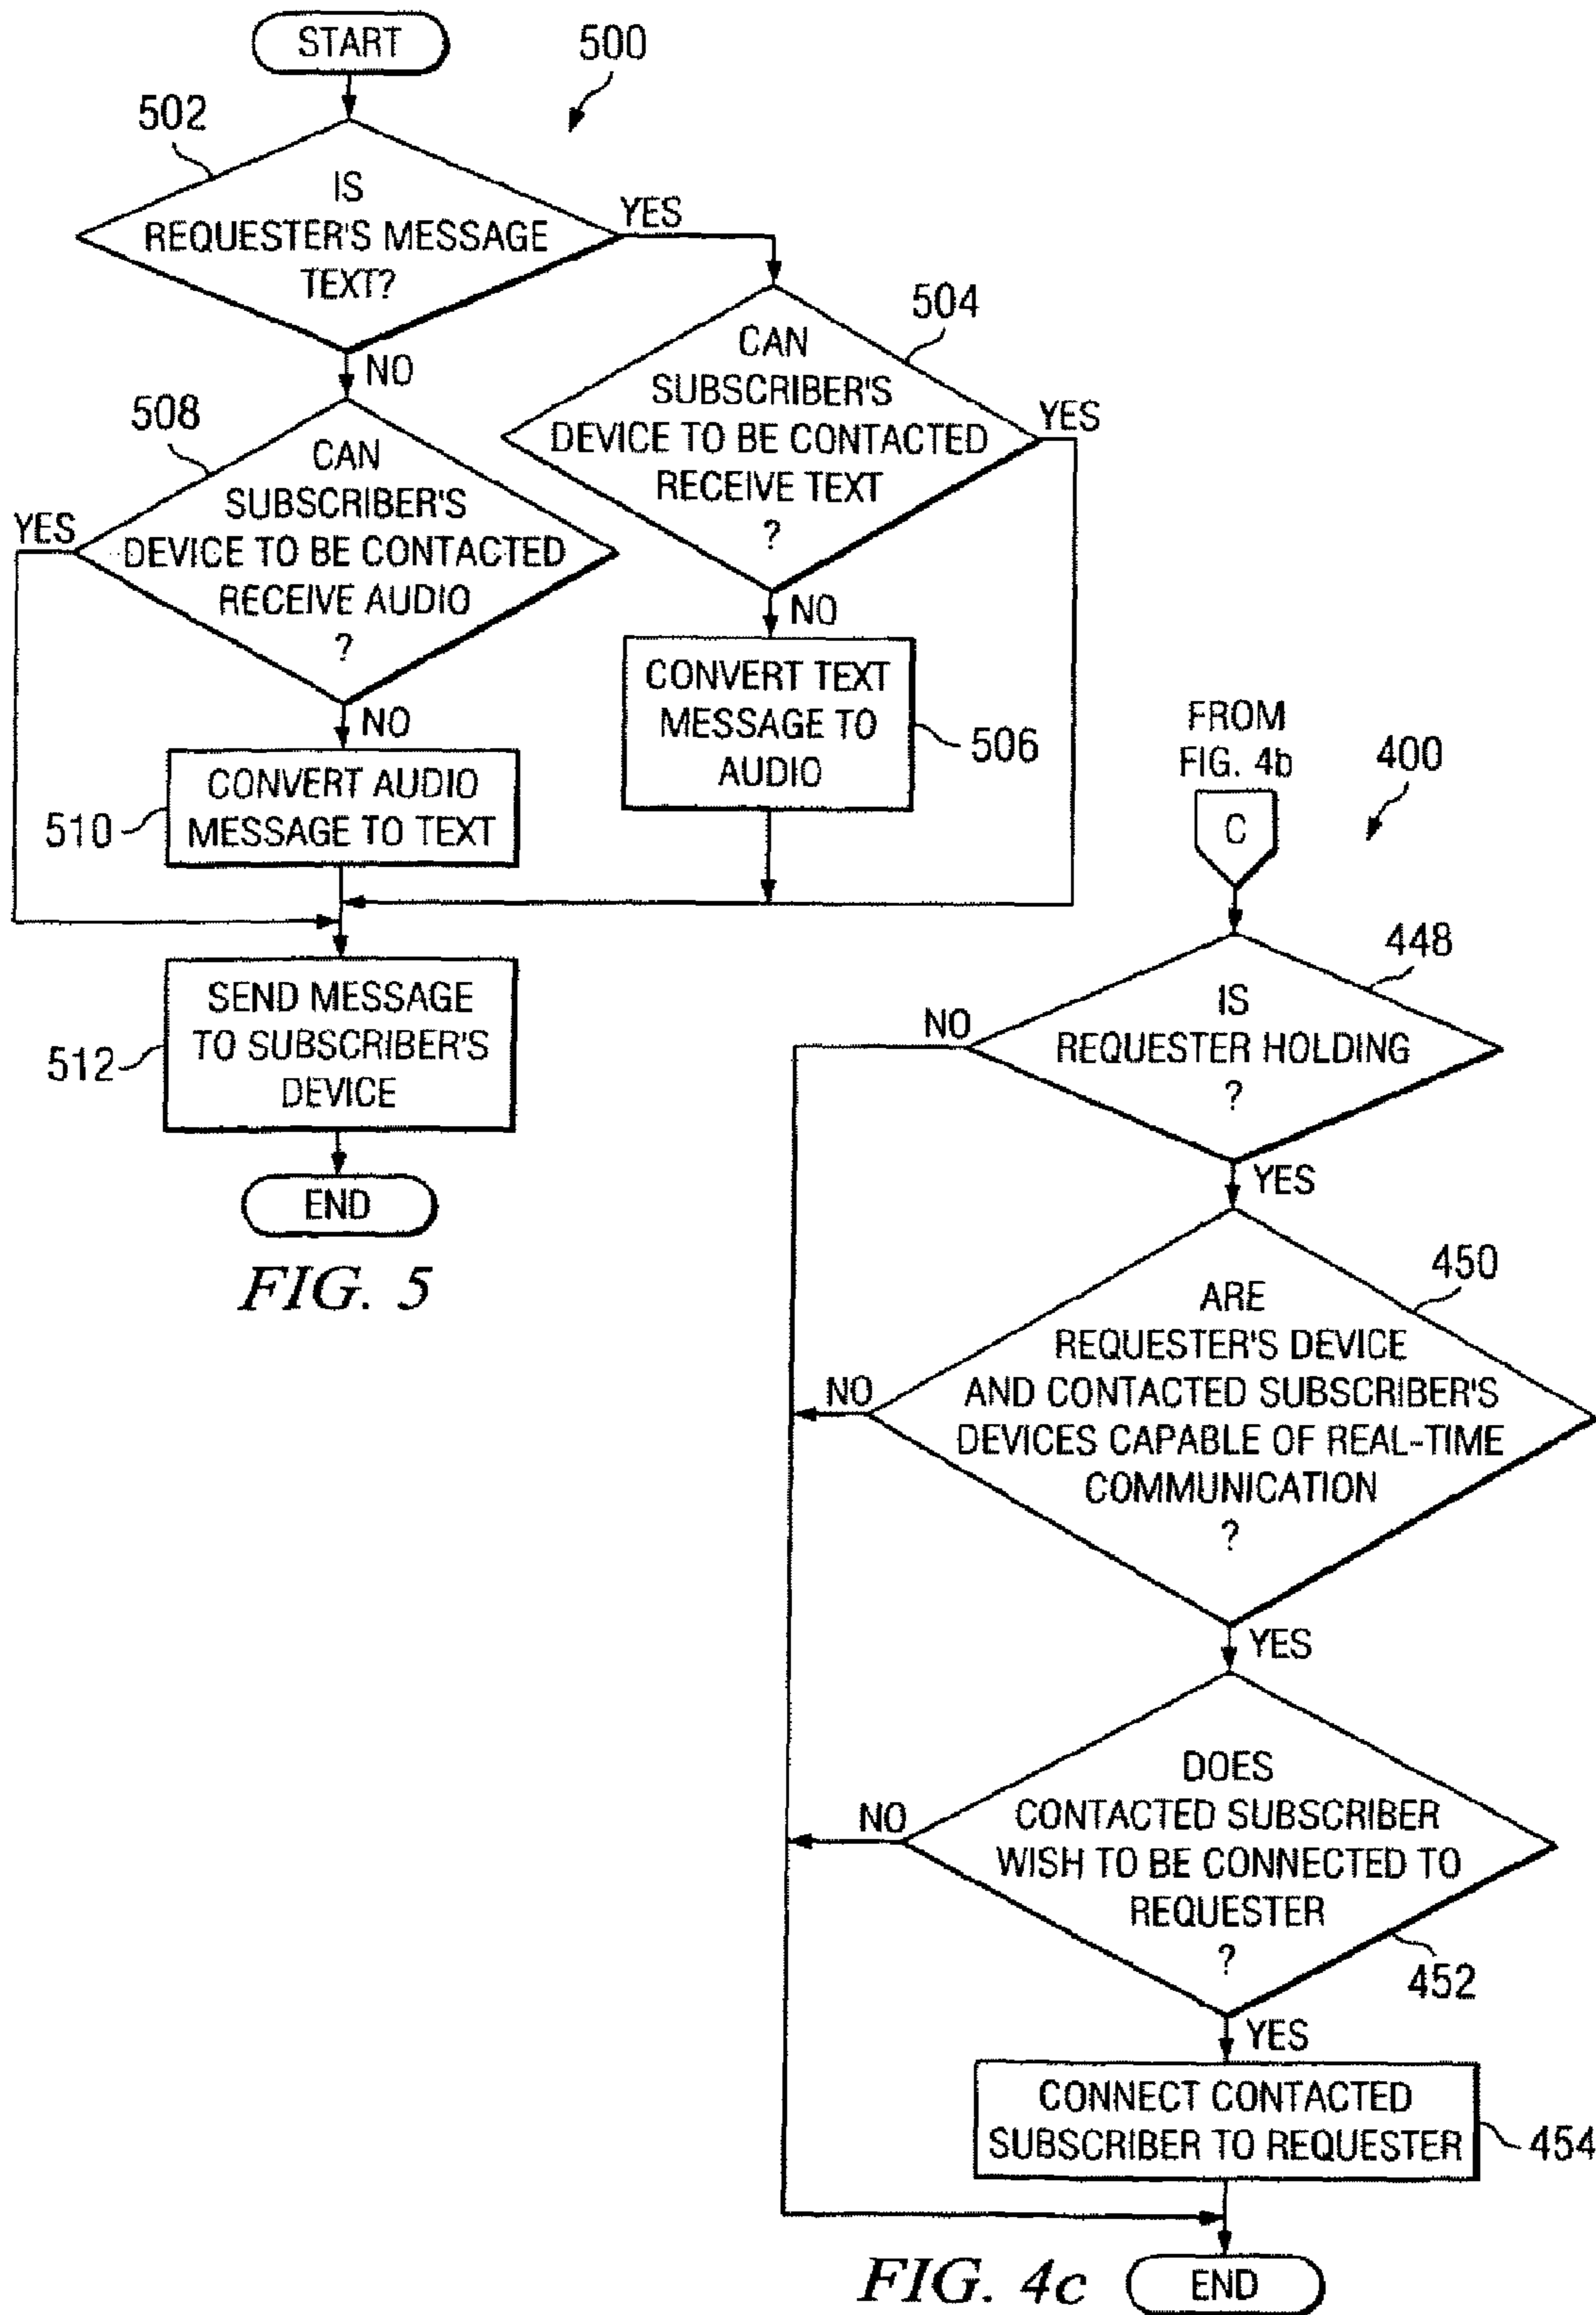 START
500
502
IS
REQUESTER'S MESSAGE
TEXT?
YES
NO
504
CAN
SUBSCRIBER'S
DEVICE TO BE CONTACTED
RECEIVE TEXT
?
YES
NO
508
CAN
SUBSCRIBER'S
DEVICE TO BE CONTACTED
RECEIVE AUDIO
?
YES
NO
CONVERT TEXT
MESSAGE TO
AUDIO
506
CONVERT AUDIO
MESSAGE TO TEXT
510
SEND MESSAGE
TO SUBSCRIBER'S
DEVICE
512
END
FIG. 5
FROM
FIG. 4b
C
400
448
IS
REQUESTER HOLDING
?
NO
YES
450
ARE
REQUESTER'S DEVICE
AND CONTACTED SUBSCRIBER'S
DEVICES CAPABLE OF REAL-TIME
COMMUNICATION
?
NO
YES
DOES
CONTACTED SUBSCRIBER
WISH TO BE CONNECTED TO
REQUESTER
?
452
NO
YES
CONNECT CONTACTED
SUBSCRIBER TO REQUESTER
454
END
FIG. 4c